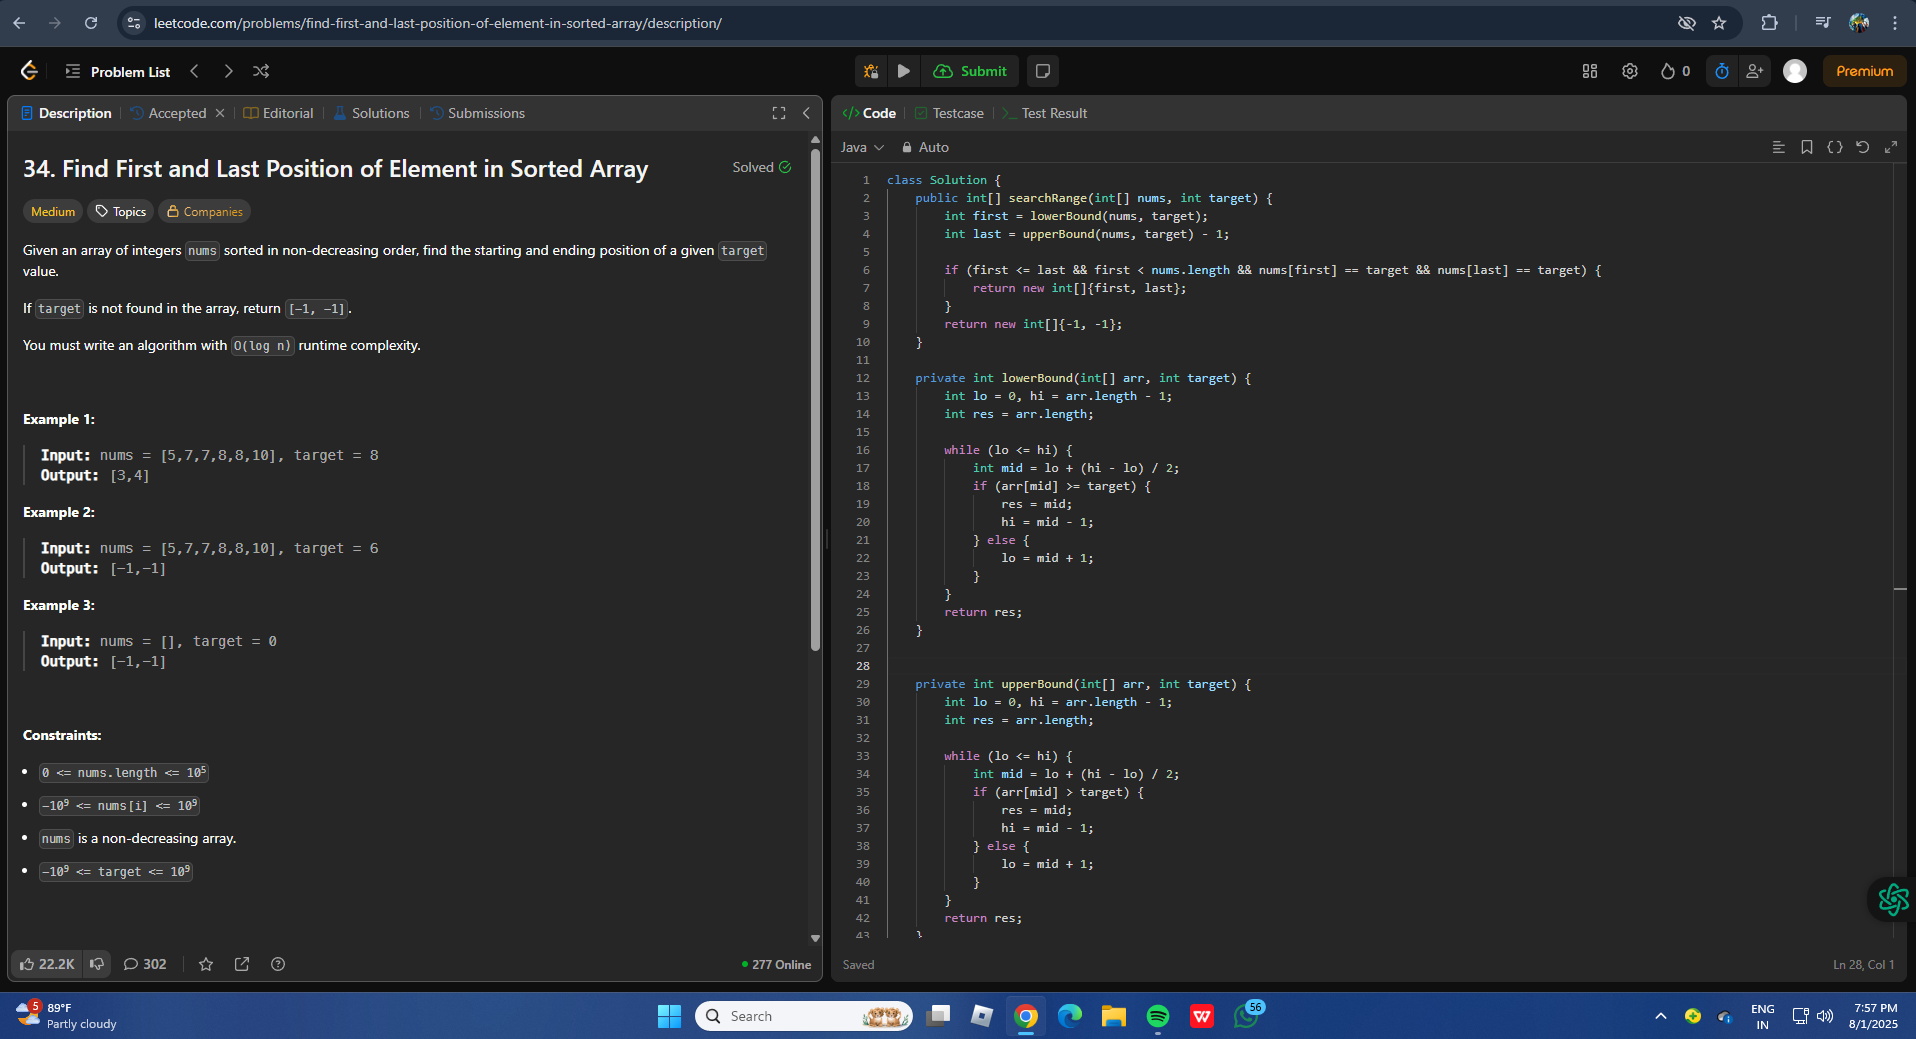 leetcode.com/problems/find-first-and-last-position-of-element-in-sorted-array/description/
Problem List
Submit
0
Premium
Description
Accepted
Editorial
Solutions
Submissions
34. Find First and Last Position of Element in Sorted Array
Solved
Medium
Topics
Companies
Given an array of integers nums sorted in non-decreasing order, find the starting and ending position of a given target
value.
If target is not found in the array, return [-1, -1].
You must write an algorithm with O(log n) runtime complexity.
Example 1:
Input: nums = [5,7,7,8,8,10], target = 8
Output: [3,4]
Example 2:
Input: nums = [5,7,7,8,8,10], target = 6
Output: [-1,-1]
Example 3:
Input: nums = [], target = 0
Output: [-1,-1]
Constraints:
0 <= nums.length <= 10⁵
-10⁹ <= nums[i] <= 10⁹
nums is a non-decreasing array.
-10⁹ <= target <= 10⁹
22.2K
302
277 Online
</> Code
Testcase
>_ Test Result
Java
Auto
1 class Solution {
2 public int[] searchRange(int[] nums, int target) {
3 int first = lowerBound(nums, target);
4 int last = upperBound(nums, target) - 1;
5
6 if (first <= last && first < nums.length && nums[first] == target && nums[last] == target) {
7 return new int[]{first, last};
8 }
9 return new int[]{-1, -1};
10 }
11
12 private int lowerBound(int[] arr, int target) {
13 int lo = 0, hi = arr.length - 1;
14 int res = arr.length;
15
16 while (lo <= hi) {
17 int mid = lo + (hi - lo) / 2;
18 if (arr[mid] >= target) {
19 res = mid;
20 hi = mid - 1;
21 } else {
22 lo = mid + 1;
23 }
24 }
25 return res;
26 }
27
28
29 private int upperBound(int[] arr, int target) {
30 int lo = 0, hi = arr.length - 1;
31 int res = arr.length;
32
33 while (lo <= hi) {
34 int mid = lo + (hi - lo) / 2;
35 if (arr[mid] > target) {
36 res = mid;
37 hi = mid - 1;
38 } else {
39 lo = mid + 1;
40 }
41 }
42 return res;
43 }
Saved
Ln 28, Col 1
5
89°F
Partly cloudy
Search
W
56
ENG
IN
7:57 PM
8/1/2025